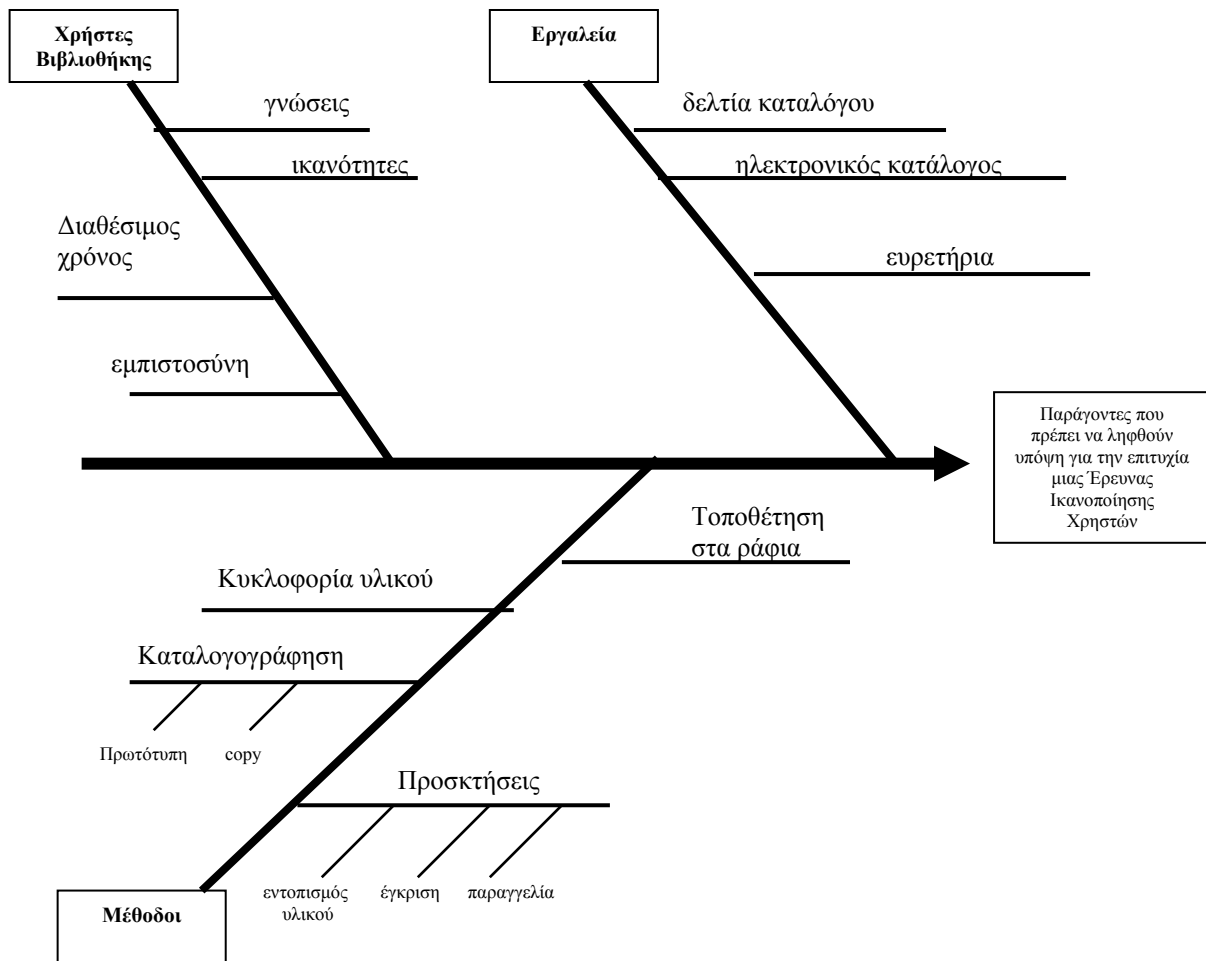 Χρήστες
Βιβλιοθήκης
Εργαλεία
γνώσεις
δελτία καταλόγου
ικανότητες
ηλεκτρονικός κατάλογος
Διαθέσιμος
χρόνος
ευρετήρια
εμπιστοσύνη
Παράγοντες που
πρέπει να ληφθούν
υπόψη για την επιτυχία
μιας Έρευνας
Ικανοποίησης
Χρηστών
Τοποθέτηση
στα ράφια
Κυκλοφορία υλικού
Καταλογογράφηση
Πρωτότυπη
copy
Προσκτήσεις
εντοπισμός
υλικού
έγκριση
παραγγελία
Μέθοδοι